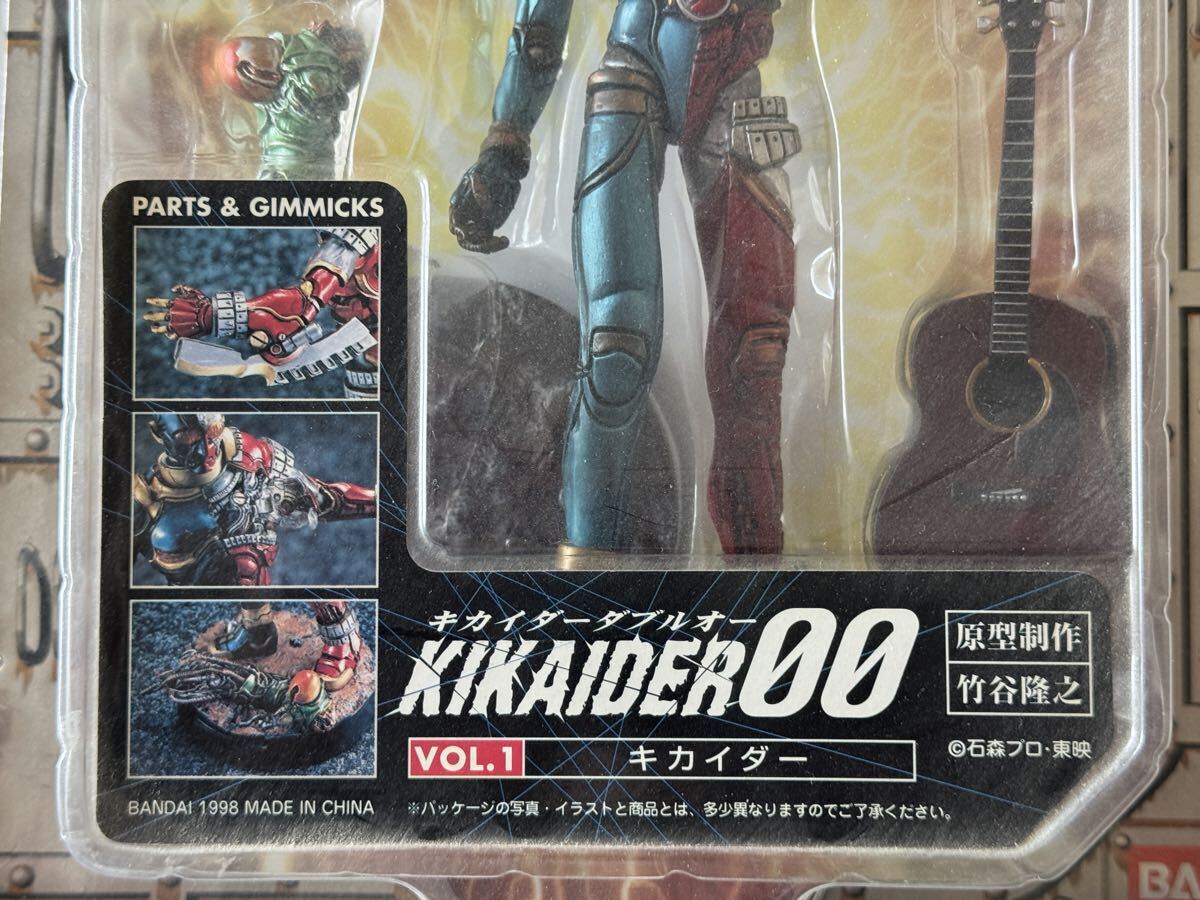 PARTS & GIMMICKS
キカイダーダブルオー
KIKAIDER00
原型制作
竹谷隆之
VOL.1
キカイダー
©石森プロ・東映
BANDAI 1998 MADE IN CHINA
※パッケージの写真・イラストと商品とは、多少異なりますのでご了承ください。
BA